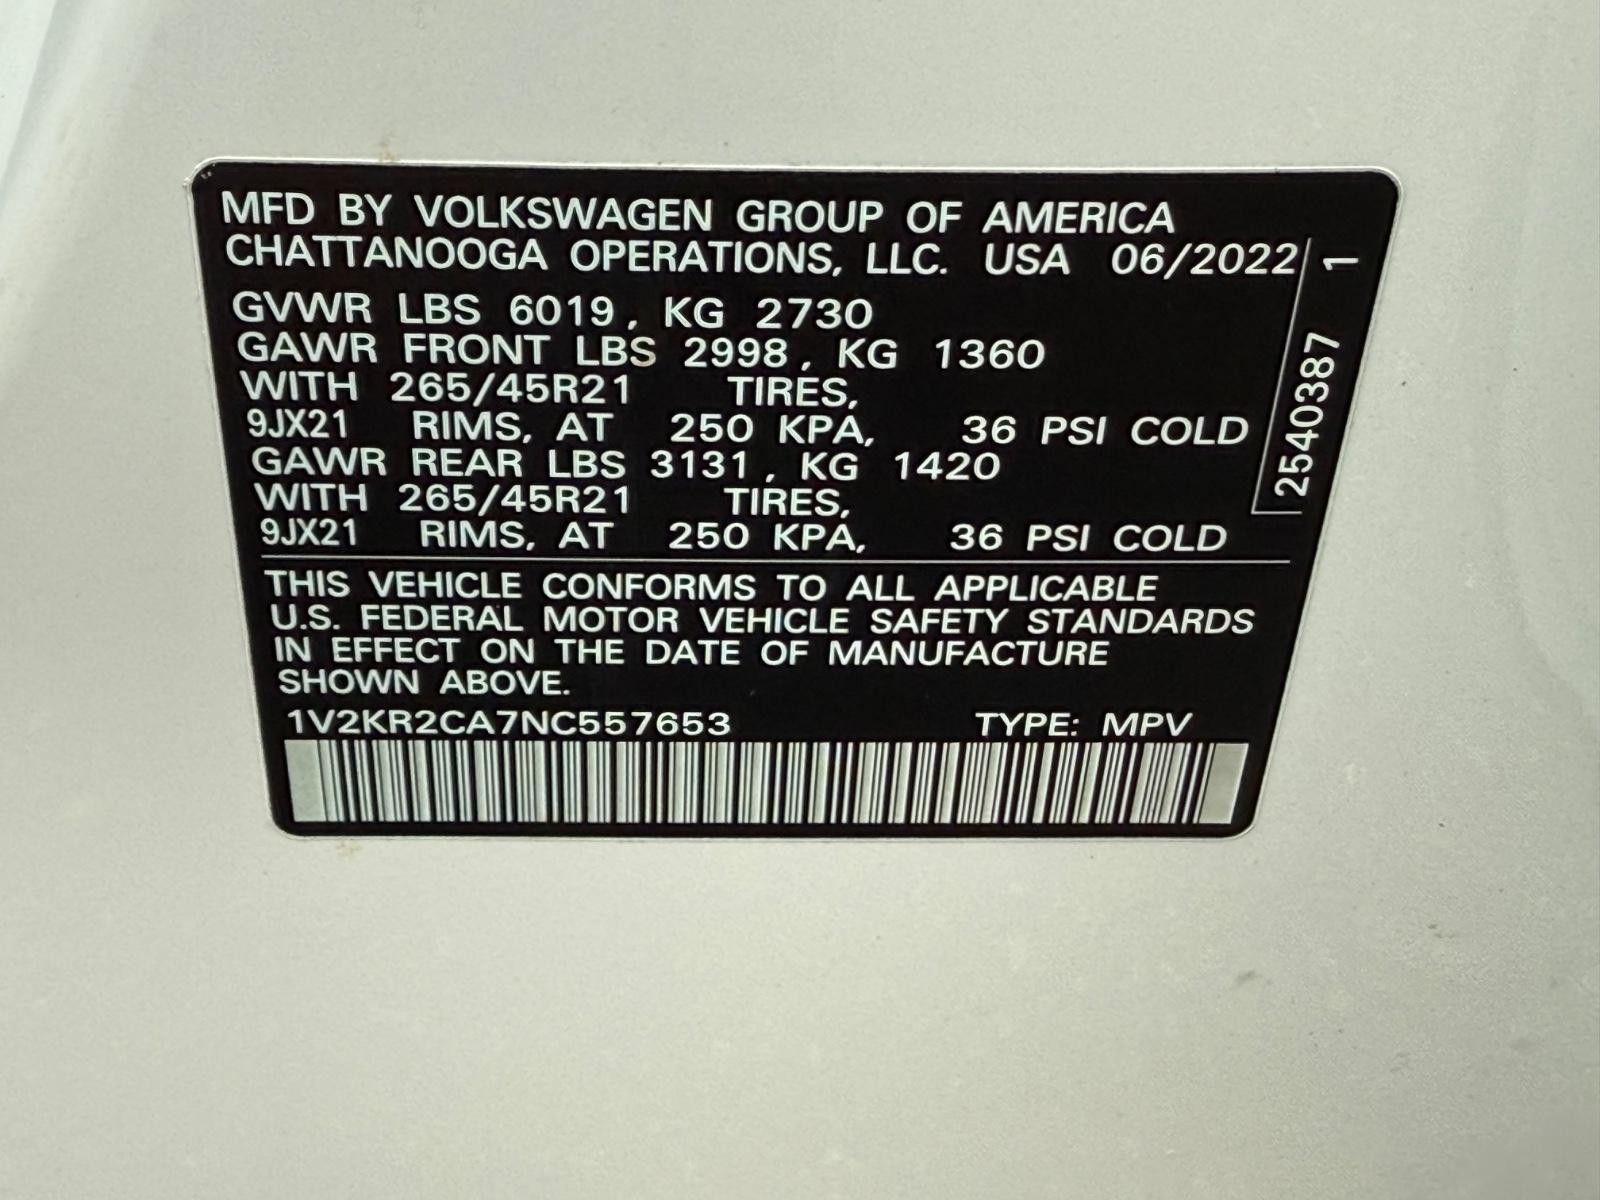 MFD BY VOLKSWAGEN GROUP OF AMERICA
CHATTANOOGA OPERATIONS, LLC. USA 06/2022
GVWR LBS 6019, KG 2730
GAWR FRONT LBS 2998, KG 1360
WITH 265/45R21 TIRES,
9JX21 RIMS, AT 250 KPA, 36 PSI COLD
GAWR REAR LBS 3131, KG 1420
WITH 265/45R21 TIRES,
9JX21 RIMS, AT 250 KPA, 36 PSI COLD
2540387 1
THIS VEHICLE CONFORMS TO ALL APPLICABLE
U.S. FEDERAL MOTOR VEHICLE SAFETY STANDARDS
IN EFFECT ON THE DATE OF MANUFACTURE
SHOWN ABOVE.
1V2KR2CA7NC557653 TYPE: MPV